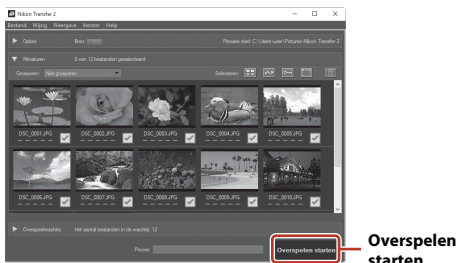 Nikon Transfer 2
Bestand Wijzig Weergave Venster Help
Opties Bron: Primaire doel: C:\Users\user\Pictures\Nikon Transfer 2
Miniaturen 0 van 12 bestanden geselecteerd
Groeperen: Niet groeperen Selecteren:
DSC_0001.JPG DSC_0002.JPG DSC_0003.JPG DSC_0004.JPG DSC_0005.JPG
DSC_0006.JPG DSC_0007.JPG DSC_0008.JPG DSC_0009.JPG DSC_0010.JPG
Overspeelwachtrij Het aantal bestanden in de wachtrij: 12
Proces: Overspelen starten
Overspelen
starten